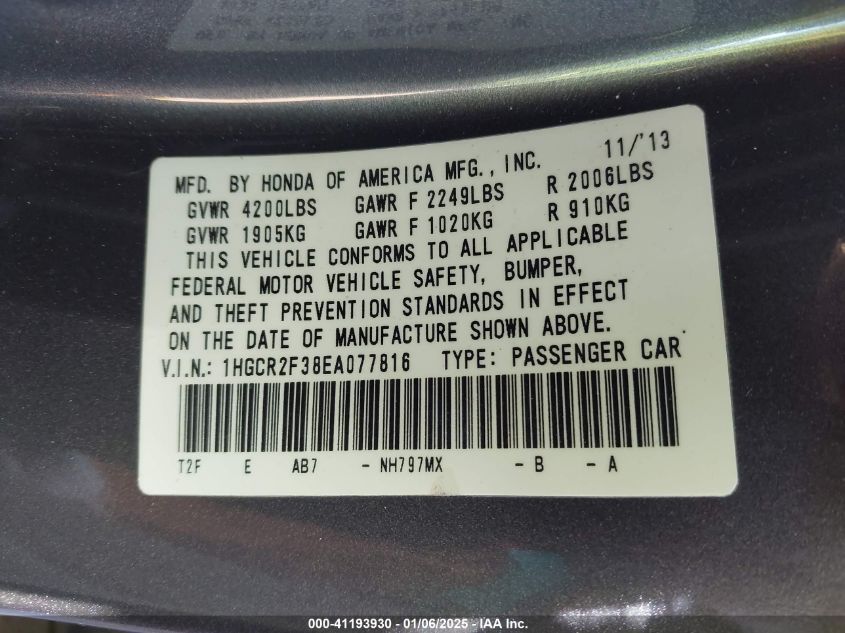 MFD. BY HONDA OF AMERICA MFG., INC. 11/'13
GVWR 4200LBS GAWR F 2249LBS R 2006LBS
GVWR 1905KG GAWR F 1020KG R 910KG
THIS VEHICLE CONFORMS TO ALL APPLICABLE
FEDERAL MOTOR VEHICLE SAFETY, BUMPER,
AND THEFT PREVENTION STANDARDS IN EFFECT
ON THE DATE OF MANUFACTURE SHOWN ABOVE.
V.I.N.: 1HGCR2F38EA077816 TYPE: PASSENGER CAR
T2F E AB7 - NH797MX - B - A
000-41193930 - 01/06/2025 - IAA Inc.